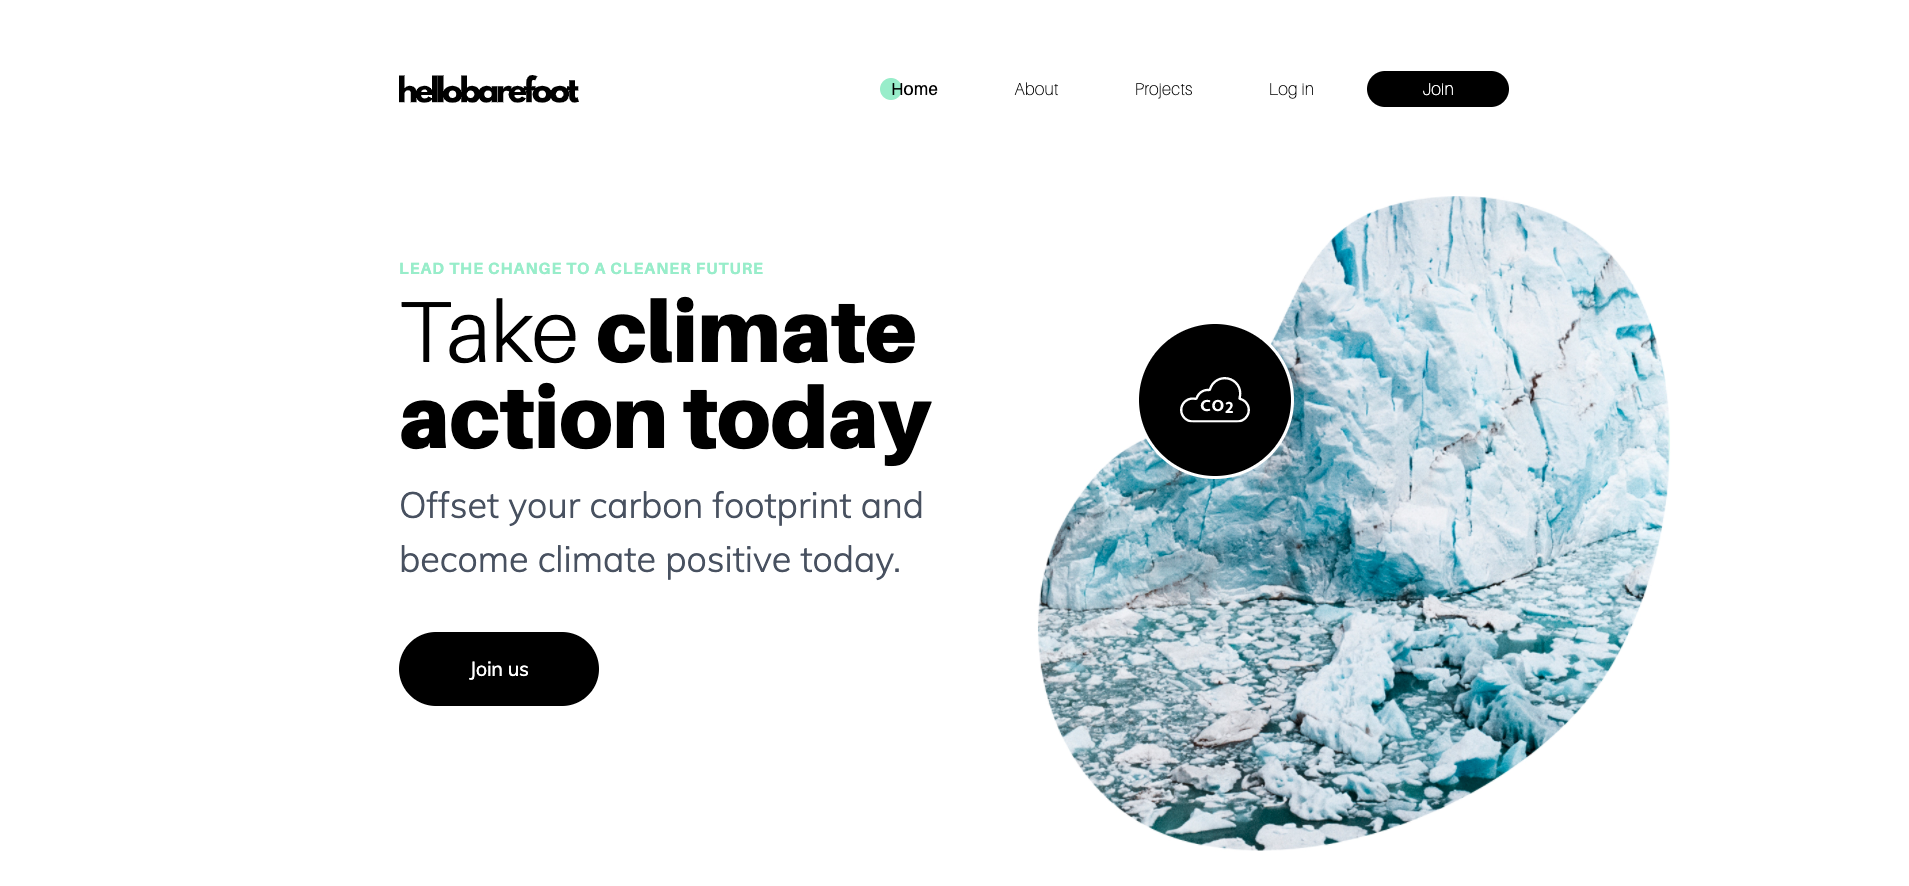 hellobarefoot
Home About Projects Log in Join
LEAD THE CHANGE TO A CLEANER FUTURE
Take climate
action today
Offset your carbon footprint and
become climate positive today.
Join us
CO2